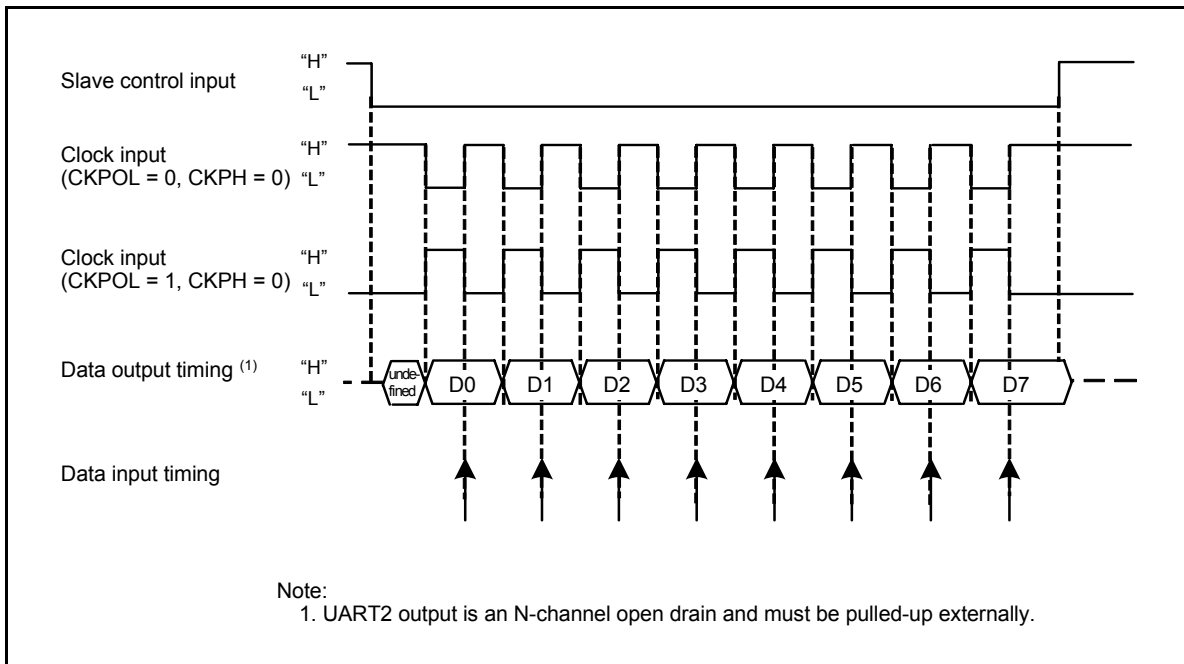 Slave control input
“H”
“L”
Clock input
(CKPOL = 0, CKPH = 0)
“H”
“L”
Clock input
(CKPOL = 1, CKPH = 0)
“H”
“L”
Data output timing (1)
“H”
“L”
unde-
fined
D0 D1 D2 D3 D4 D5 D6 D7
Data input timing
Note:
1. UART2 output is an N-channel open drain and must be pulled-up externally.